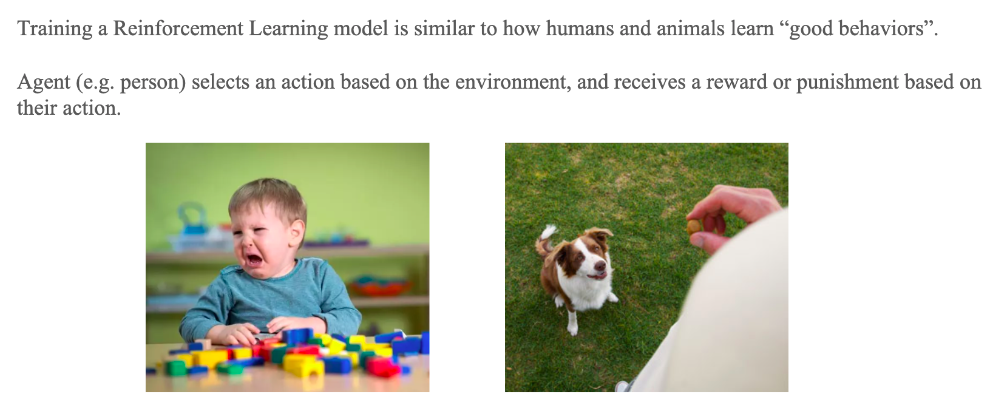 Training a Reinforcement Learning model is similar to how humans and animals learn “good behaviors”.
Agent (e.g. person) selects an action based on the environment, and receives a reward or punishment based on
their action.